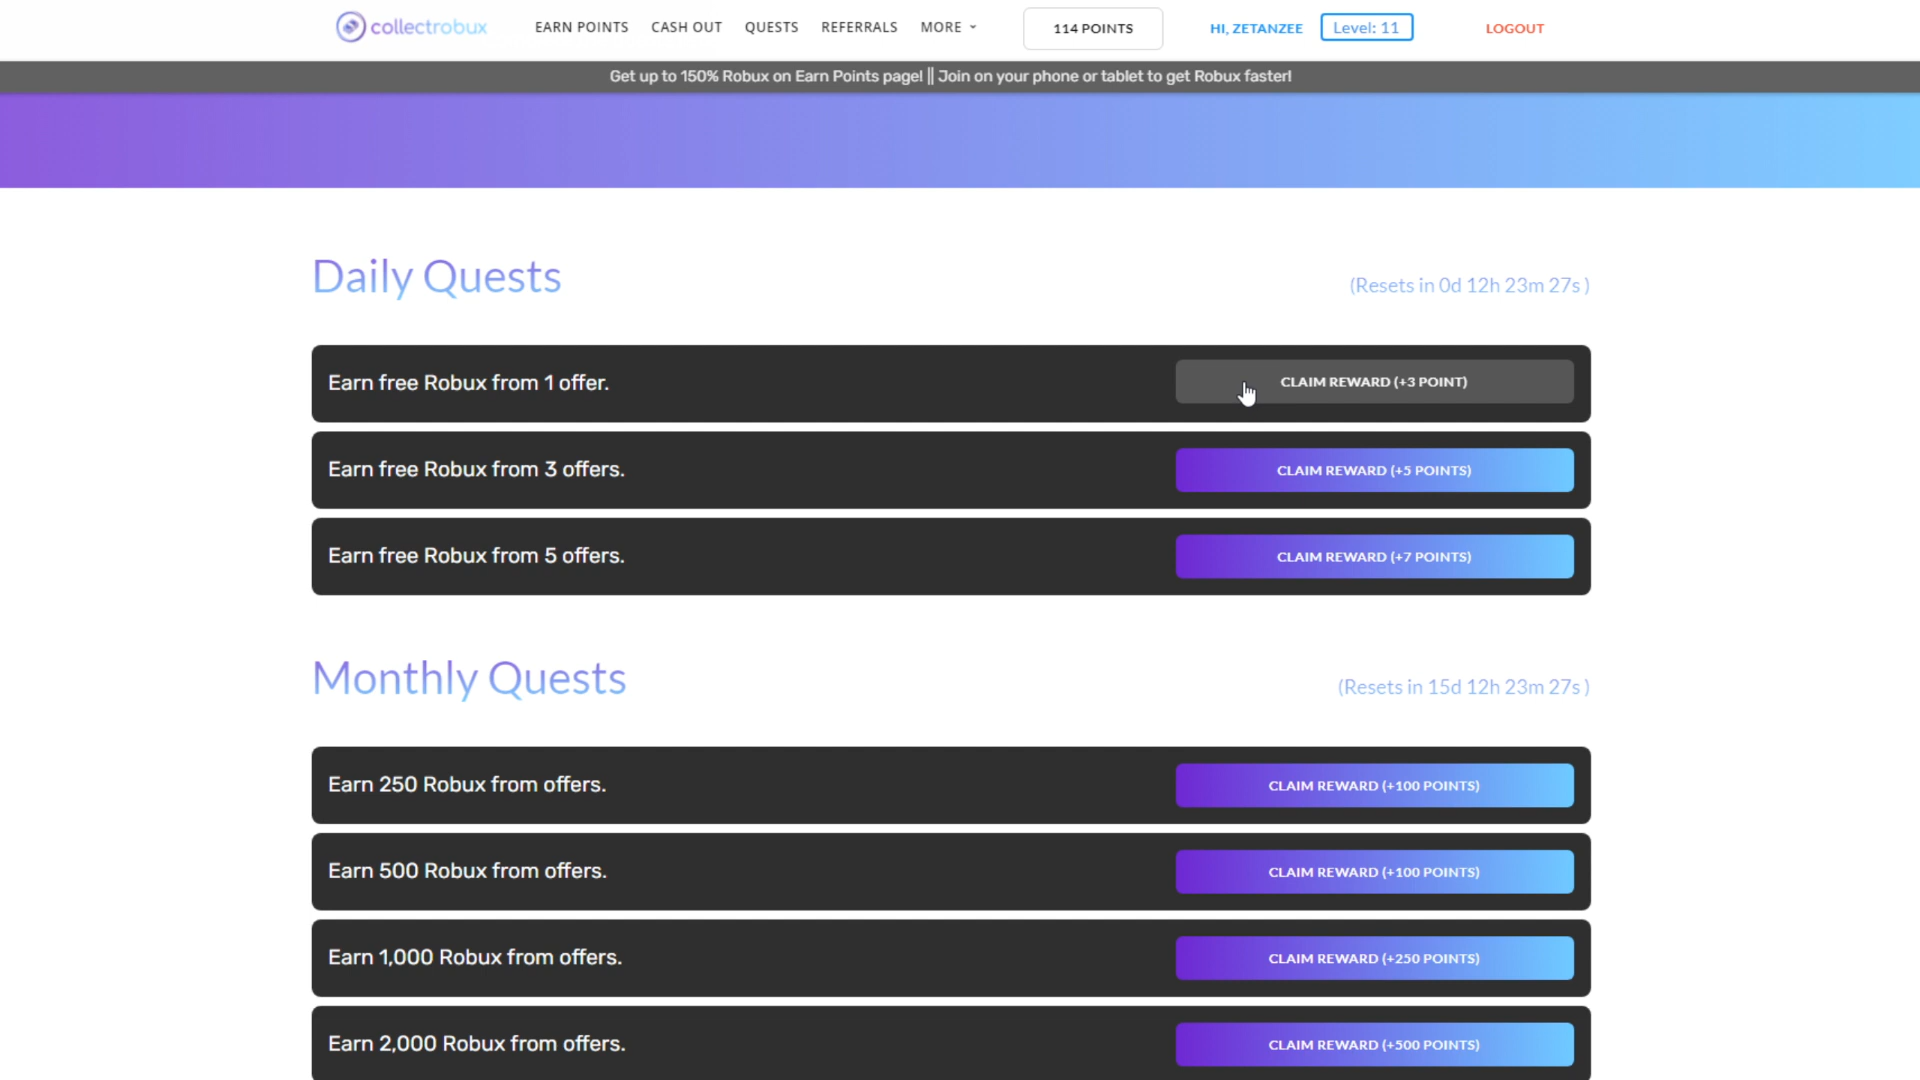 collectrobux EARN POINTS CASH OUT QUESTS REFERRALS MORE 114 POINTS HI, ZETANZEE Level: 11 LOGOUT
Get up to 150% Robux on Earn Points page! || Join on your phone or tablet to get Robux faster!
Daily Quests (Resets in 0d 12h 23m 27s )
Earn free Robux from 1 offer. CLAIM REWARD (+3 POINT)
Earn free Robux from 3 offers. CLAIM REWARD (+5 POINTS)
Earn free Robux from 5 offers. CLAIM REWARD (+7 POINTS)
Monthly Quests (Resets in 15d 12h 23m 27s )
Earn 250 Robux from offers. CLAIM REWARD (+100 POINTS)
Earn 500 Robux from offers. CLAIM REWARD (+100 POINTS)
Earn 1,000 Robux from offers. CLAIM REWARD (+250 POINTS)
Earn 2,000 Robux from offers. CLAIM REWARD (+500 POINTS)